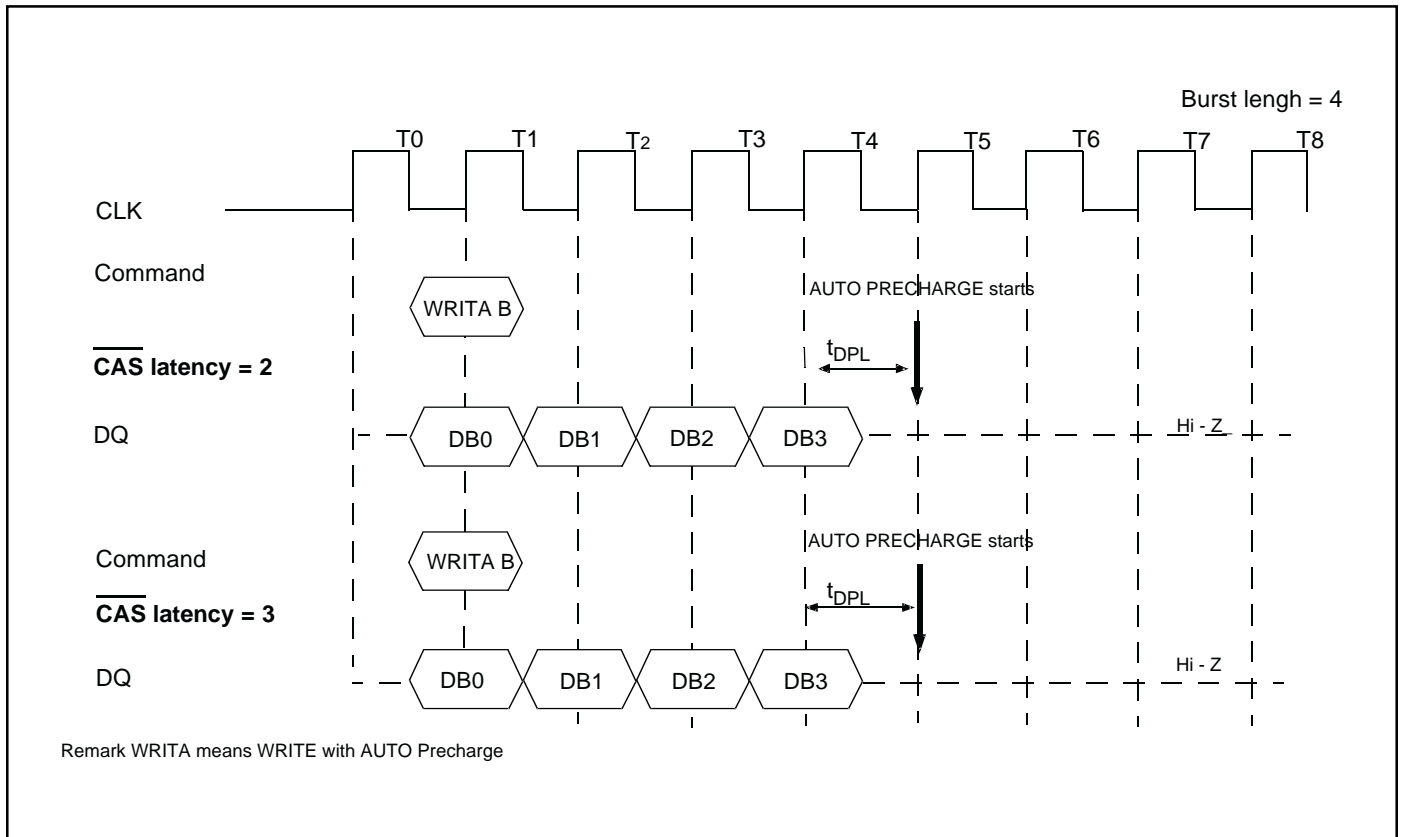 Burst lengh = 4
T0 T1 T2 T3 T4 T5 T6 T7 T8
CLK
Command
WRITA B
AUTO PRECHARGE starts
CAS latency = 2
tDPL
DQ
DB0 DB1 DB2 DB3
Hi - Z
Command
WRITA B
AUTO PRECHARGE starts
CAS latency = 3
tDPL
DQ
DB0 DB1 DB2 DB3
Hi - Z
Remark WRITA means WRITE with AUTO Precharge